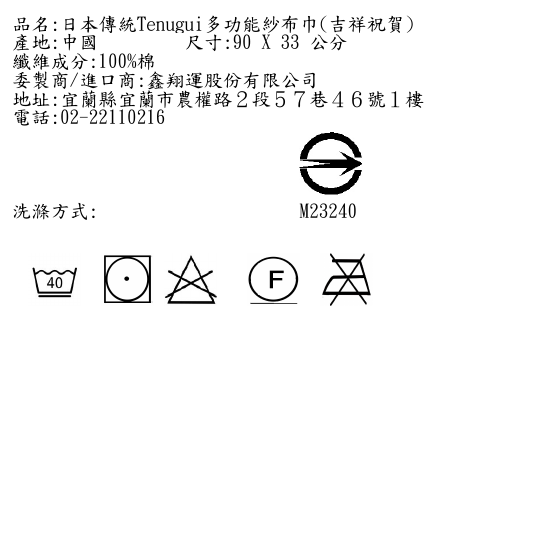 品名:日本傳統Tenugui多功能紗布巾(吉祥祝賀)
產地:中國 尺寸:90 X 33 公分
纖維成分:100%棉
委製商/進口商:鑫翔運股份有限公司
地址:宜蘭縣宜蘭市農權路２段５７巷４６號１樓
電話:02-22110216
洗滌方式: M23240
40 F